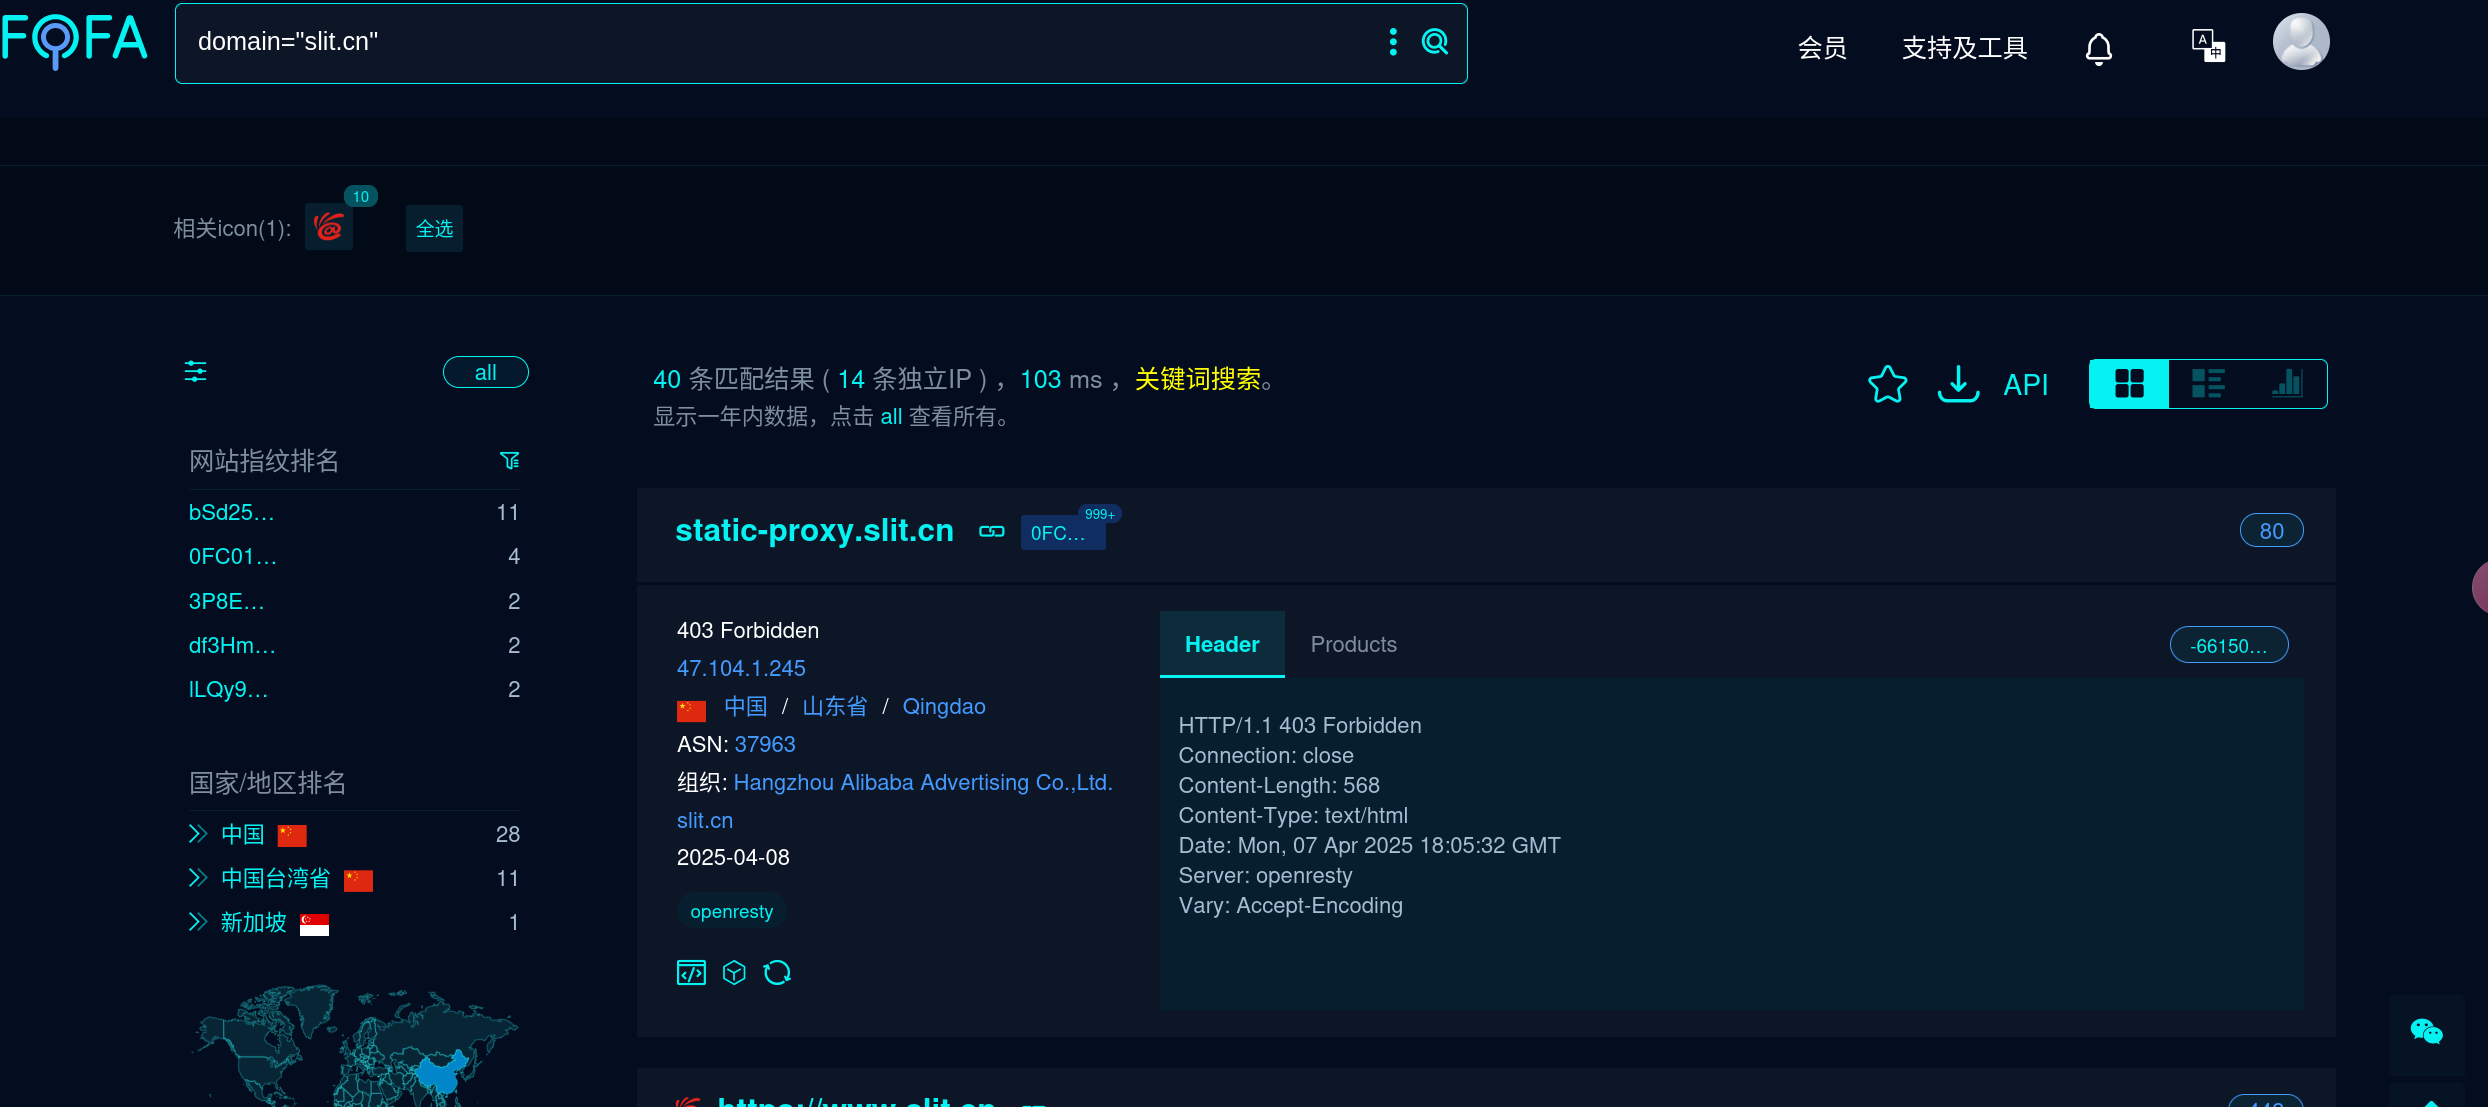 FOFA
domain="slit.cn"
会员
支持及工具
相关icon(1):
10
全选
all
40 条匹配结果 ( 14 条独立IP ) ，103 ms ，关键词搜索。
显示一年内数据，点击 all 查看所有。
API
网站指纹排名
bSd25... 11
0FC01... 4
3P8E... 2
df3Hm... 2
lLQy9... 2
国家/地区排名
中国 28
中国台湾省 11
新加坡 1
static-proxy.slit.cn
0FC...
999+
80
403 Forbidden
47.104.1.245
中国 / 山东省 / Qingdao
ASN: 37963
组织: Hangzhou Alibaba Advertising Co.,Ltd.
slit.cn
2025-04-08
openresty
Header
Products
-66150...
HTTP/1.1 403 Forbidden
Connection: close
Content-Length: 568
Content-Type: text/html
Date: Mon, 07 Apr 2025 18:05:32 GMT
Server: openresty
Vary: Accept-Encoding
https://www.slit.cn
443